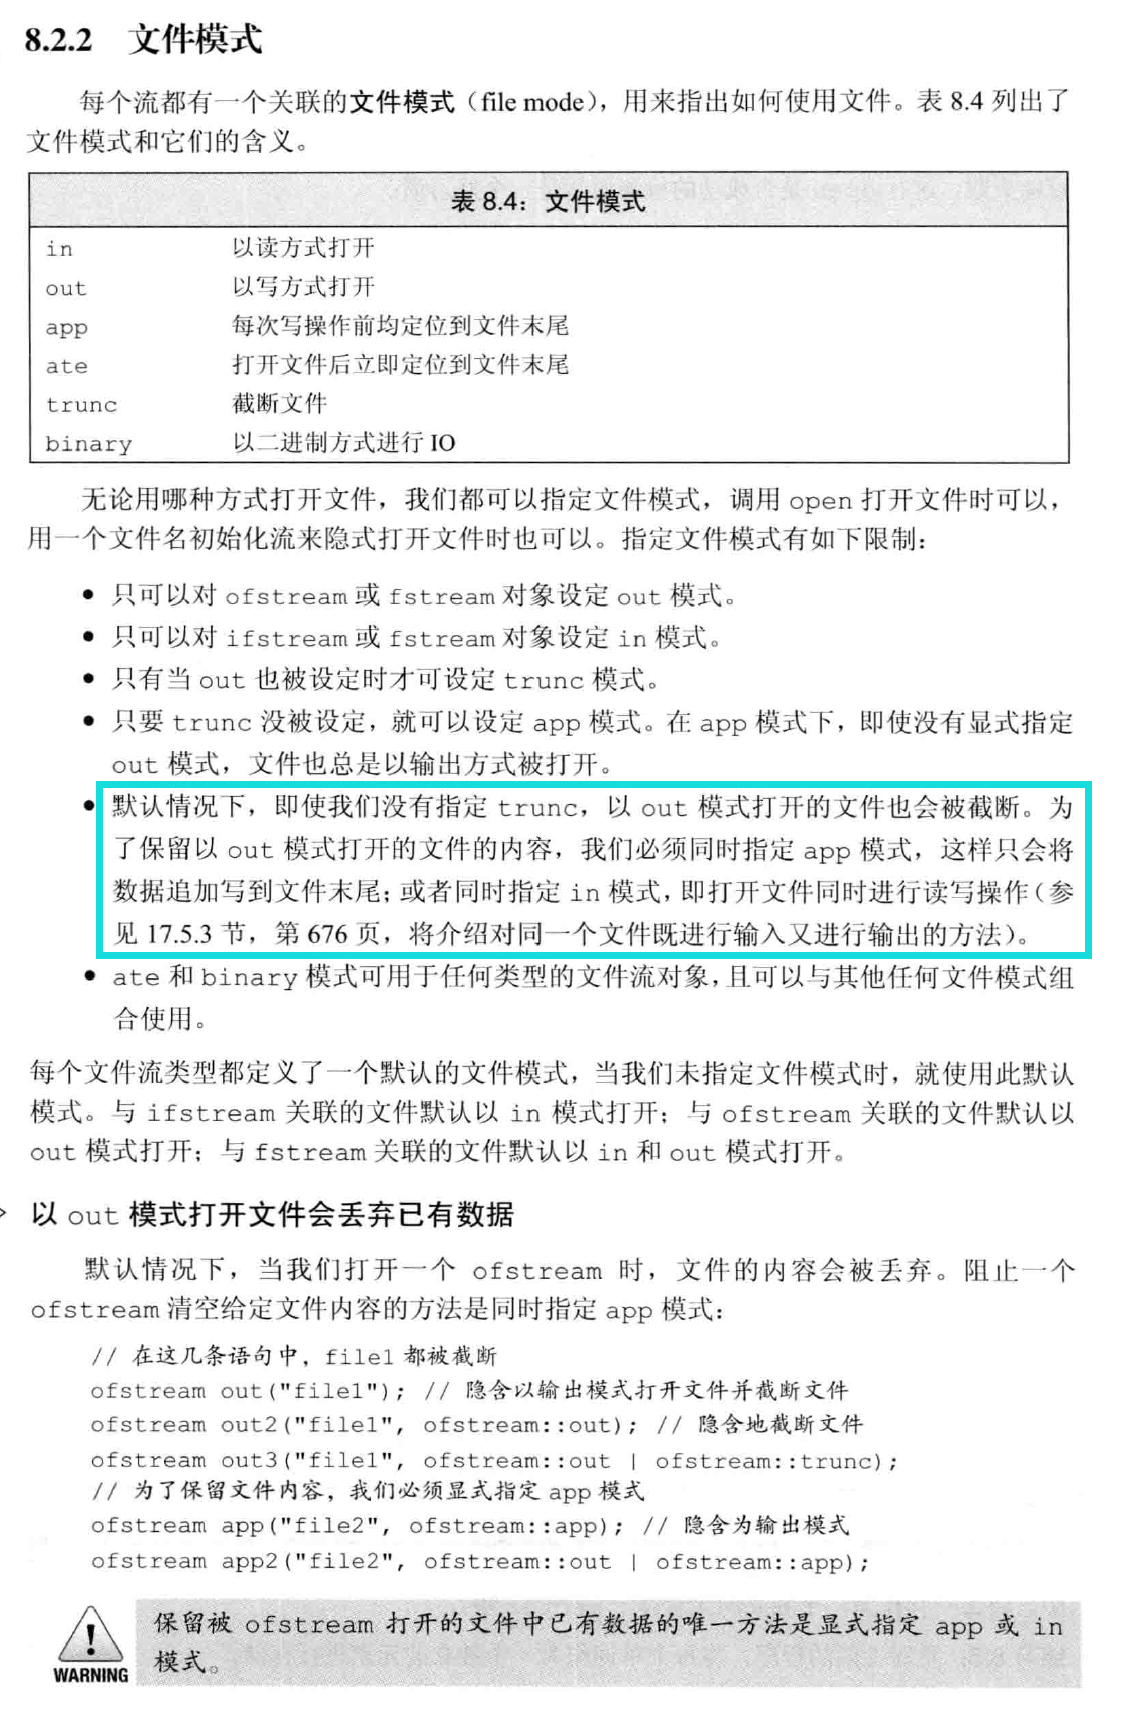 8.2.2 文件模式
每个流都有一个关联的文件模式（file mode），用来指出如何使用文件。表 8.4 列出了
文件模式和它们的含义。
表 8.4：文件模式
in 以读方式打开
out 以写方式打开
app 每次写操作前均定位到文件末尾
ate 打开文件后立即定位到文件末尾
trunc 截断文件
binary 以二进制方式进行 IO
无论用哪种方式打开文件，我们都可以指定文件模式，调用 open 打开文件时可以，
用一个文件名初始化流来隐式打开文件时也可以。指定文件模式有如下限制：
● 只可以对 ofstream 或 fstream 对象设定 out 模式。
● 只可以对 ifstream 或 fstream 对象设定 in 模式。
● 只有当 out 也被设定时才可设定 trunc 模式。
● 只要 trunc 没被设定，就可以设定 app 模式。在 app 模式下，即使没有显式指定
out 模式，文件也总是以输出方式被打开。
● 默认情况下，即使我们没有指定 trunc，以 out 模式打开的文件也会被截断。为
了保留以 out 模式打开的文件的内容，我们必须同时指定 app 模式，这样只会将
数据追加写到文件末尾；或者同时指定 in 模式，即打开文件同时进行读写操作（参
见 17.5.3 节，第 676 页，将介绍对同一个文件既进行输入又进行输出的方法）。
● ate 和 binary 模式可用于任何类型的文件流对象，且可以与其他任何文件模式组
合使用。
每个文件流类型都定义了一个默认的文件模式，当我们未指定文件模式时，就使用此默认
模式。与 ifstream 关联的文件默认以 in 模式打开；与 ofstream 关联的文件默认以
out 模式打开；与 fstream 关联的文件默认以 in 和 out 模式打开。
以 out 模式打开文件会丢弃已有数据
默认情况下，当我们打开一个 ofstream 时，文件的内容会被丢弃。阻止一个
ofstream 清空给定文件内容的方法是同时指定 app 模式：
// 在这几条语句中，file1 都被截断
ofstream out("file1"); // 隐含以输出模式打开文件并截断文件
ofstream out2("file1", ofstream::out); // 隐含地截断文件
ofstream out3("file1", ofstream::out | ofstream::trunc);
// 为了保留文件内容，我们必须显式指定 app 模式
ofstream app("file2", ofstream::app); // 隐含为输出模式
ofstream app2("file2", ofstream::out | ofstream::app);
保留被 ofstream 打开的文件中已有数据的唯一方法是显式指定 app 或 in
模式。
WARNING